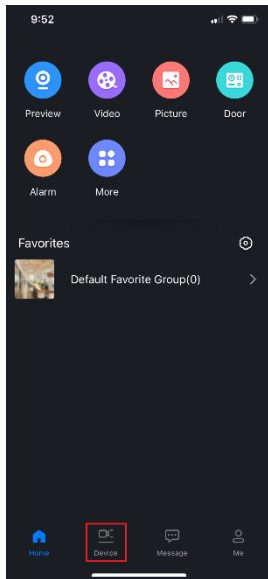 9:52
Preview Video Picture Door
Alarm More
Favorites
Default Favorite Group(0)
Home Device Message Me